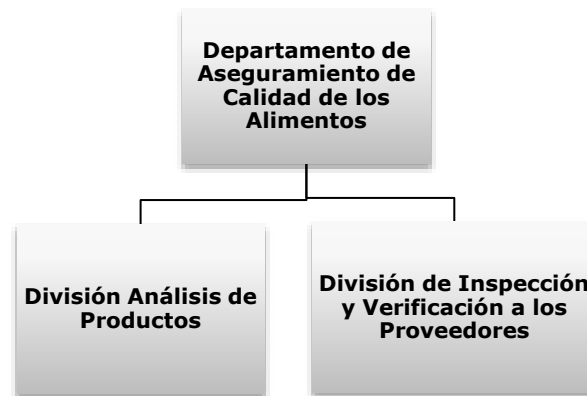 Departamento de
Aseguramiento de
Calidad de los
Alimentos
División Análisis de
Productos
División de Inspección
y Verificación a los
Proveedores